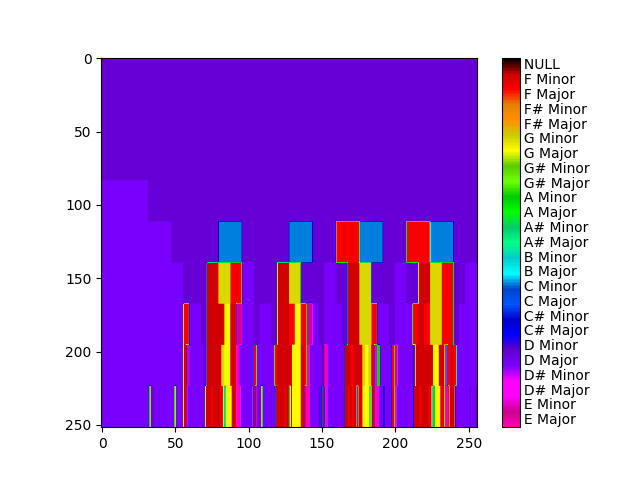 0
50
100
150
200
250
0 50 100 150 200 250
NULL
F Minor
F Major
F# Minor
F# Major
G Minor
G Major
G# Minor
G# Major
A Minor
A Major
A# Minor
A# Major
B Minor
B Major
C Minor
C Major
C# Minor
C# Major
D Minor
D Major
D# Minor
D# Major
E Minor
E Major